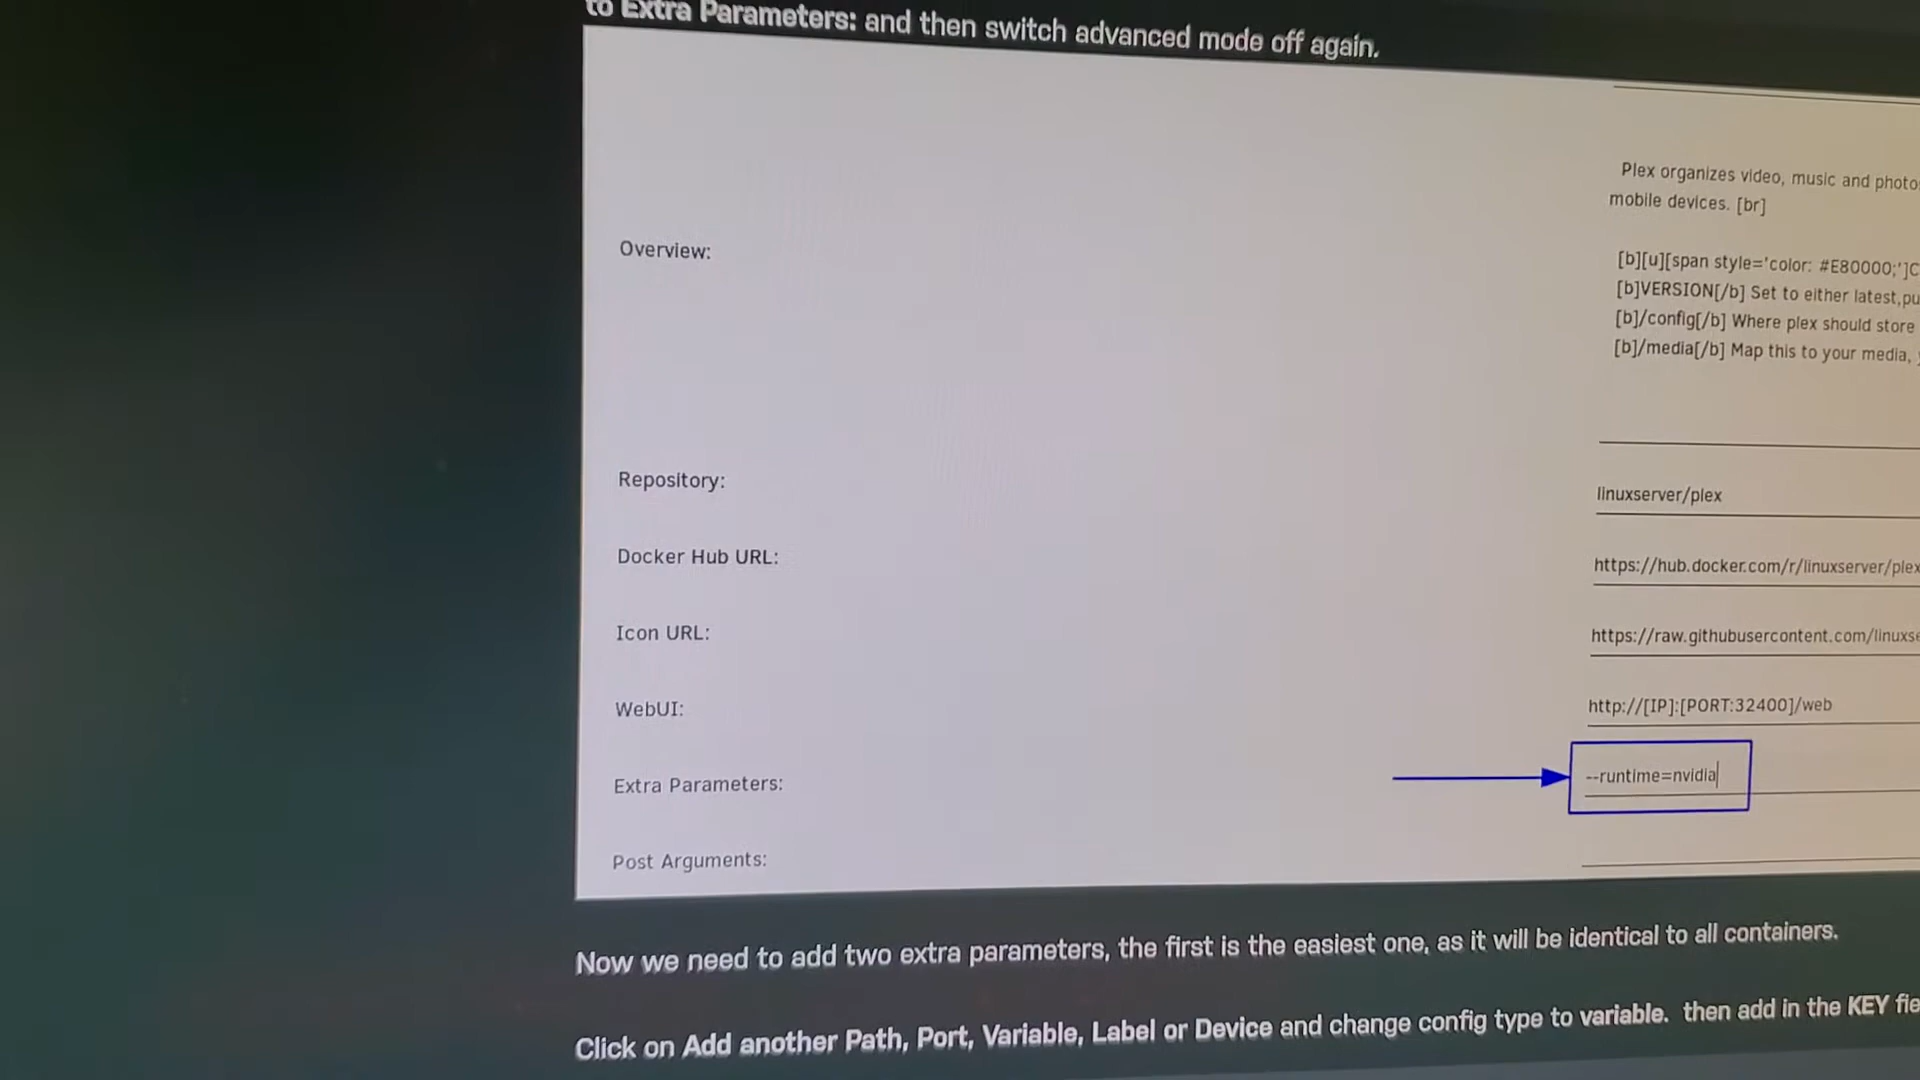 to Extra Parameters: and then switch advanced mode off again.
Plex organizes video, music and
mobile devices. [br]
Overview:
[b][u][span style='color: #E80000;']
[b]VERSION[/b] Set to either latest,
[b]/config[/b] Where plex should store
[b]/media[/b] Map this to your media,
Repository:
linuxserver/plex
Docker Hub URL:
https://hub.docker.com/r/linuxserver/plex
Icon URL:
https://raw.githubusercontent.com/linuxse
WebUI:
http://[IP]:[PORT:32400]/web
Extra Parameters:
--runtime=nvidia
Post Arguments:
Now we need to add two extra parameters, the first is the easiest one, as it will be identical to all containers.
Click on Add another Path, Port, Variable, Label or Device and change config type to variable. then add in the KEY